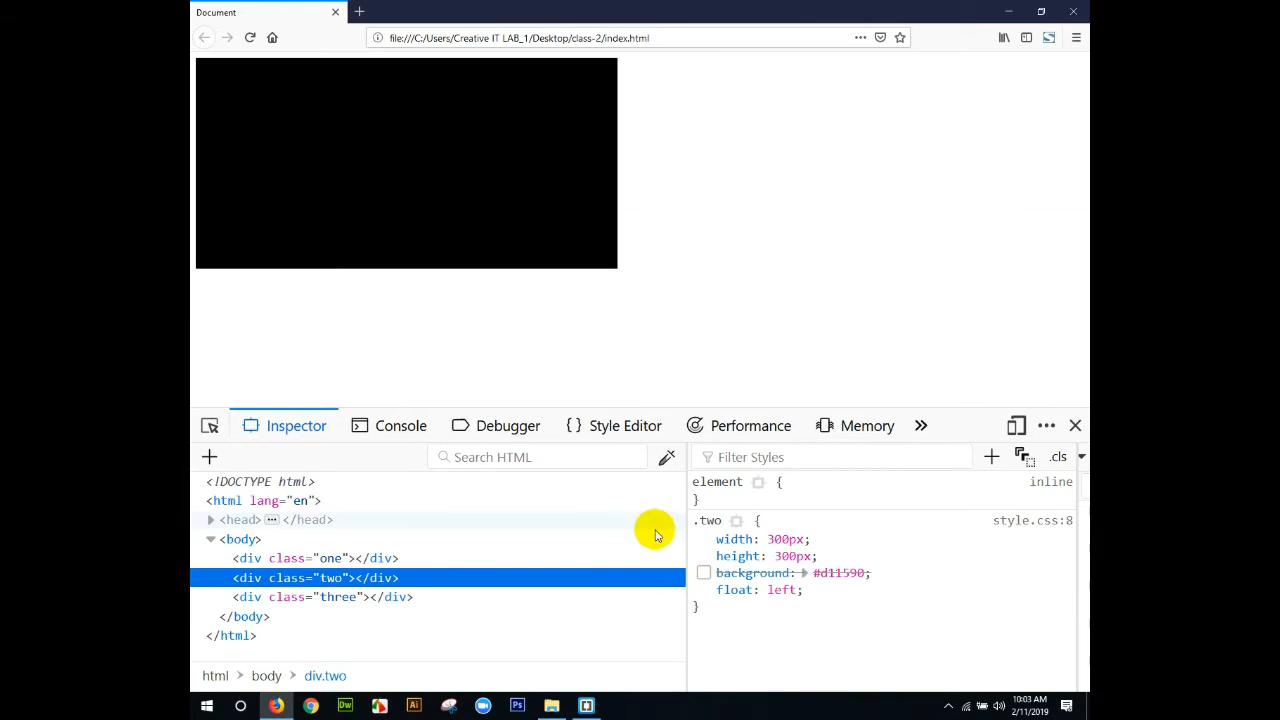 Document
file:///C:/Users/Creative IT LAB_1/Desktop/class-2/index.html
Inspector Console Debugger Style Editor Performance Memory
Search HTML
Filter Styles
.cls
<!DOCTYPE html>
<html lang="en">
<head> </head>
<body>
<div class="one"></div>
<div class="two"></div>
<div class="three"></div>
</body>
</html>
html > body > div.two
element {
inline
}
.two {
style.css:8
width: 300px;
height: 300px;
background: #d11590;
float: left;
}
Dw
Ai
Ps
10:03 AM
2/11/2019